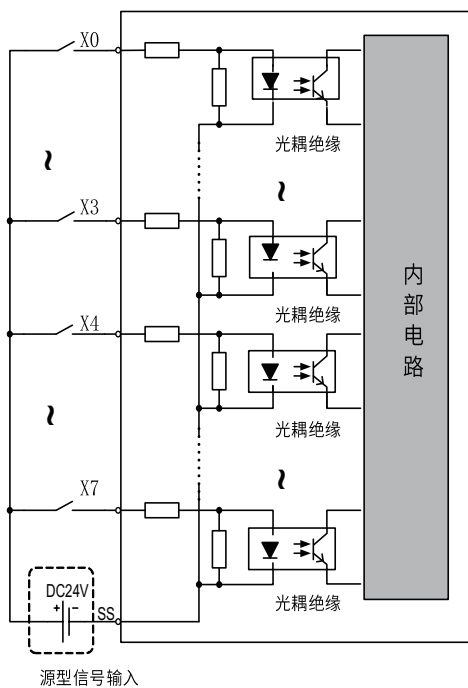 X0
光耦绝缘
X3
光耦绝缘
X4
光耦绝缘
X7
光耦绝缘
内部电路
DC24V
+ −
SS
源型信号输入